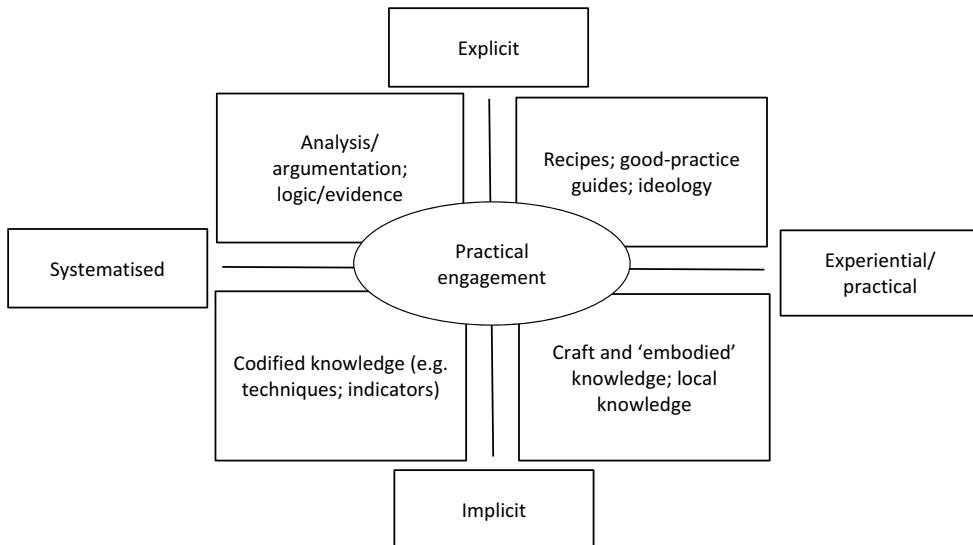 Explicit
Analysis/
argumentation;
logic/evidence
Recipes; good-practice
guides; ideology
Systematised
Practical
engagement
Experiential/
practical
Codified knowledge (e.g.
techniques; indicators)
Craft and ‘embodied’
knowledge; local
knowledge
Implicit